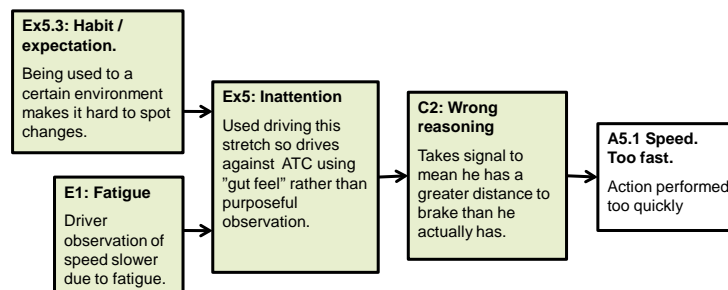 Ex5.3: Habit /
expectation.
Being used to a
certain environment
makes it hard to spot
changes.
E1: Fatigue
Driver
observation of
speed slower
due to fatigue.
Ex5: Inattention
Used driving this
stretch so drives
against ATC using
”gut feel” rather than
purposeful
observation.
C2: Wrong
reasoning
Takes signal to
mean he has a
greater distance to
brake than he
actually has.
A5.1 Speed.
Too fast.
Action performed
too quickly